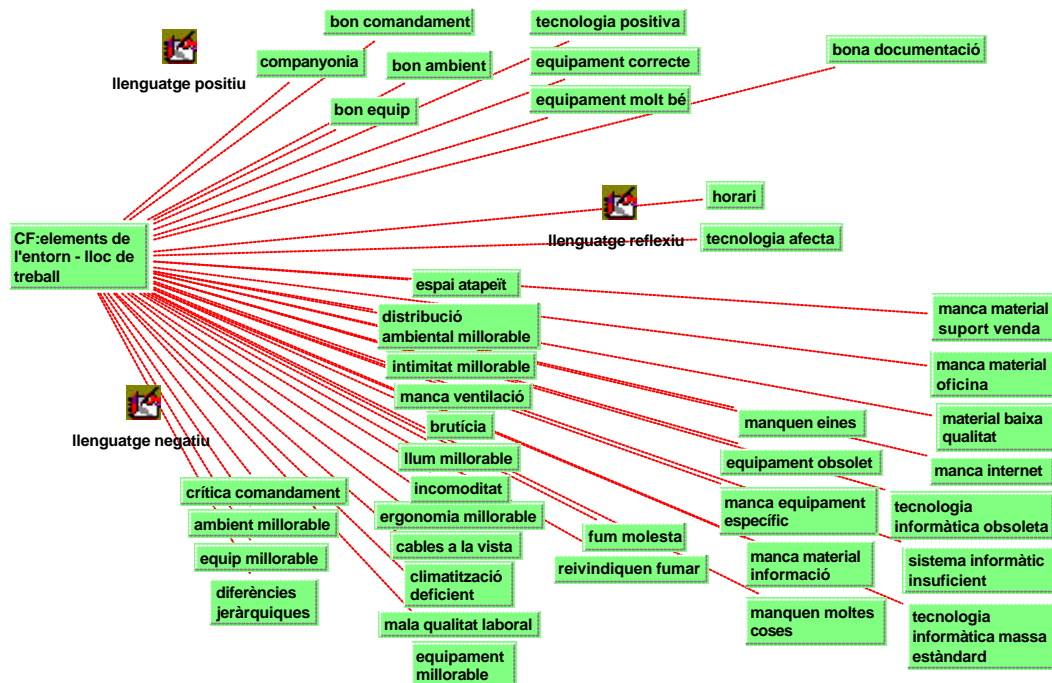 bon comandament
tecnologia positiva
companyonia
bon ambient
equipament correcte
bona documentació
llenguatge positiu
bon equip
equipament molt bé
horari
llenguatge reflexiu
tecnologia afecta
CF:elements de
l'entorn - lloc de
treball
espai atapeït
distribució
ambiental millorable
intimitat millorable
manca ventilació
brutícia
llum millorable
incomoditat
ergonomia millorable
cables a la vista
climatització
deficient
mala qualitat laboral
equipament
millorable
llenguatge negatiu
crítica comandament
ambient millorable
equip millorable
diferències
jeràrquiques
fum molesta
reivindiquen fumar
manquen eines
equipament obsolet
manca equipament
específic
manca material
informació
manquen moltes
coses
manca material
suport venda
manca material
oficina
material baixa
qualitat
manca internet
tecnologia
informàtica obsoleta
sistema informàtic
insuficient
tecnologia
informàtica massa
estàndard